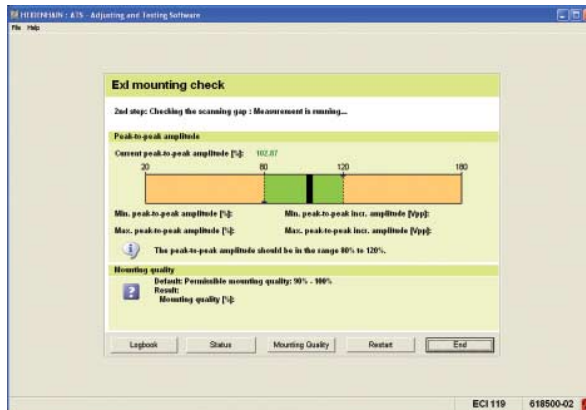 HEIDENHAIN : ATS - Adjusting and Testing Software
File Help
ExI mounting check
2nd step: Checking the scanning gap : Measurement is running...
Peak-to-peak amplitude
Current peak-to-peak amplitude [%]: 102.87
20 80 120 180
Min. peak-to-peak amplitude [%]: Min. peak-to-peak incr. amplitude [Vpp]:
Max. peak-to-peak amplitude [%]: Max. peak-to-peak incr. amplitude [Vpp]:
The peak-to-peak amplitude should be in the range 80% to 120%.
Mounting quality
Default: Permissible mounting quality: 90% - 100%
Result:
Mounting quality [%]:
Logbook Status Mounting Quality Restart End
ECI 119 618500-02